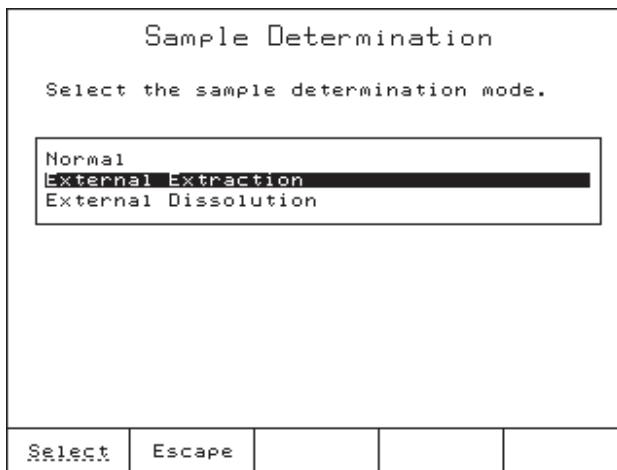 Sample Determination
Select the sample determination mode.
Normal
External Extraction
External Dissolution
Select Escape